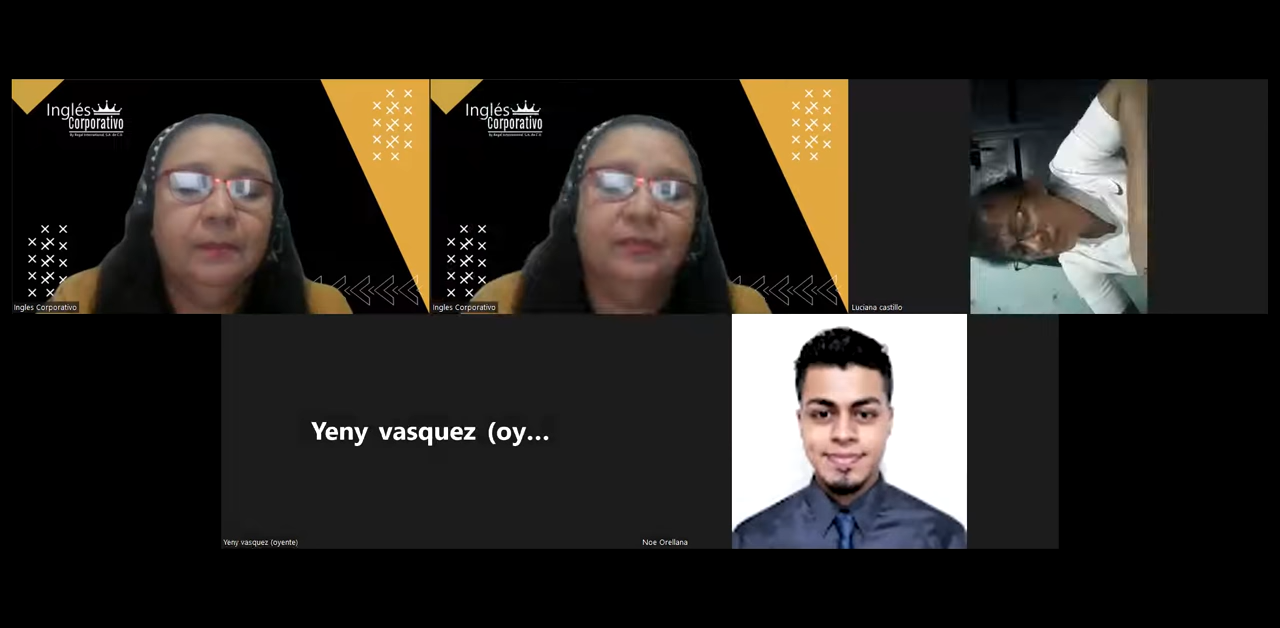 Inglés
Corporativo
Ingles Corporativo
Inglés
Corporativo
Ingles Corporativo
Luciana castillo
Yeny vasquez (oy...
Yeny vasquez (oyente)
Noe Orellana